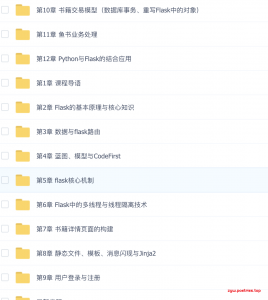 第10章 书籍交易模型（数据库事务、重写Flask中的对象）
第11章 鱼书业务处理
第12章 Python与Flask的结合应用
第1章 课程导语
第2章 Flask的基本原理与核心知识
第3章 数据与flask路由
第4章 蓝图、模型与CodeFirst
第5章 flask核心机制
第6章 Flask中的多线程与线程隔离技术
第7章 书籍详情页面的构建
第8章 静态文件、模板、消息闪现与Jinja2
第9章 用户登录与注册